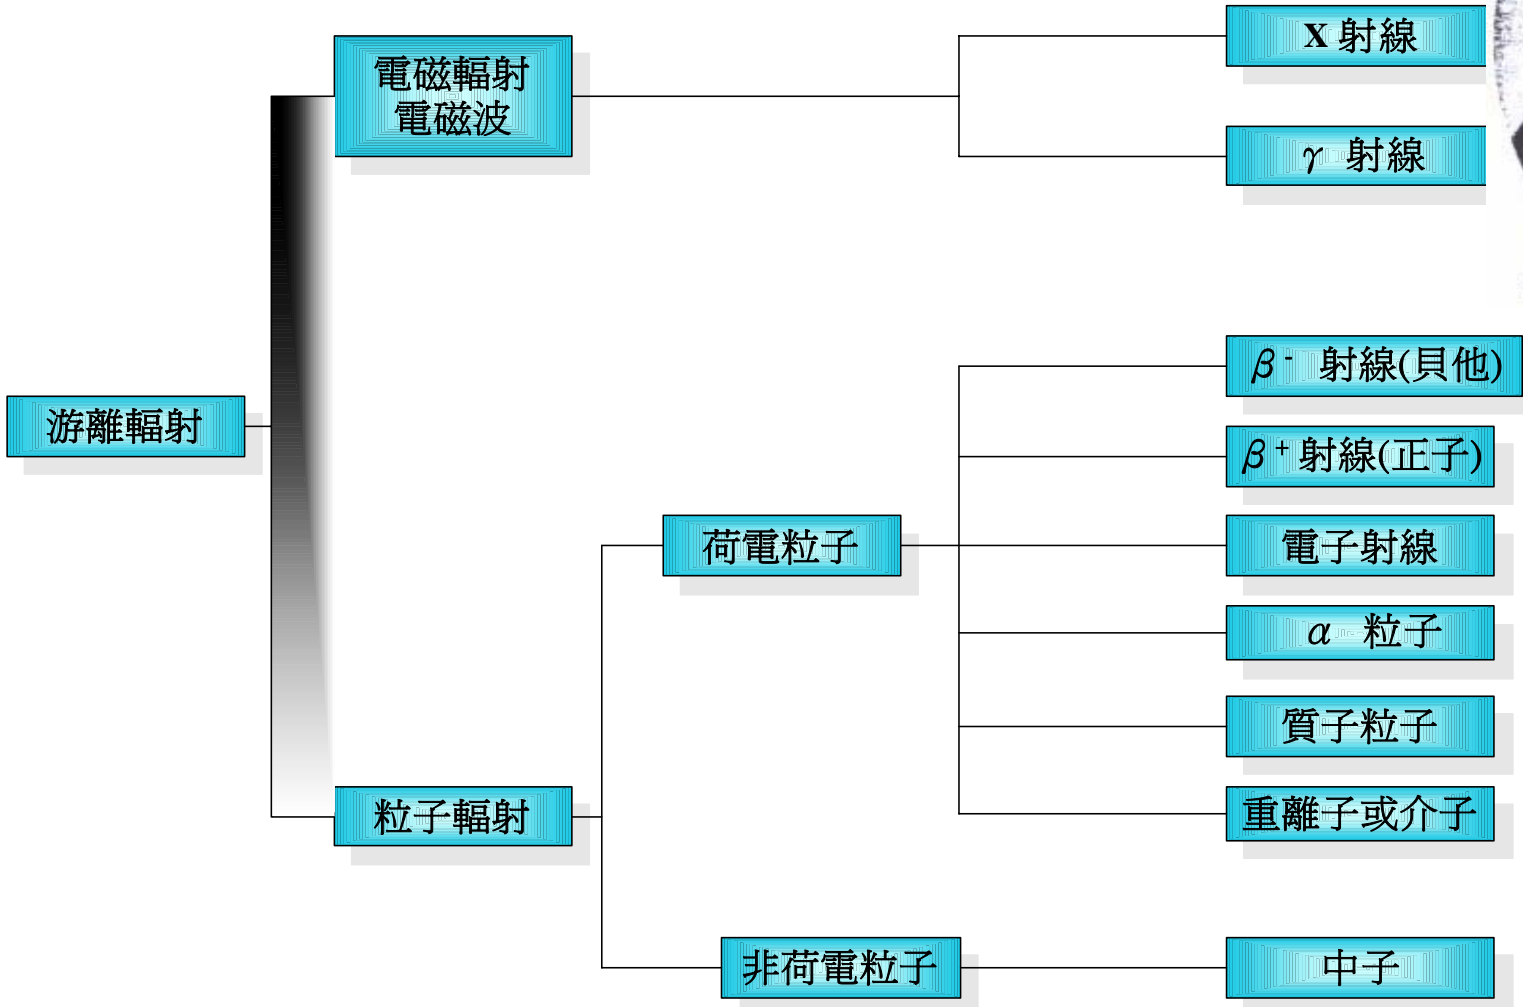 游離輻射
電磁輻射
電磁波
X 射線
γ 射線
粒子輻射
荷電粒子
β⁻ 射線(貝他)
β⁺ 射線(正子)
電子射線
α 粒子
質子粒子
重離子或介子
非荷電粒子
中子